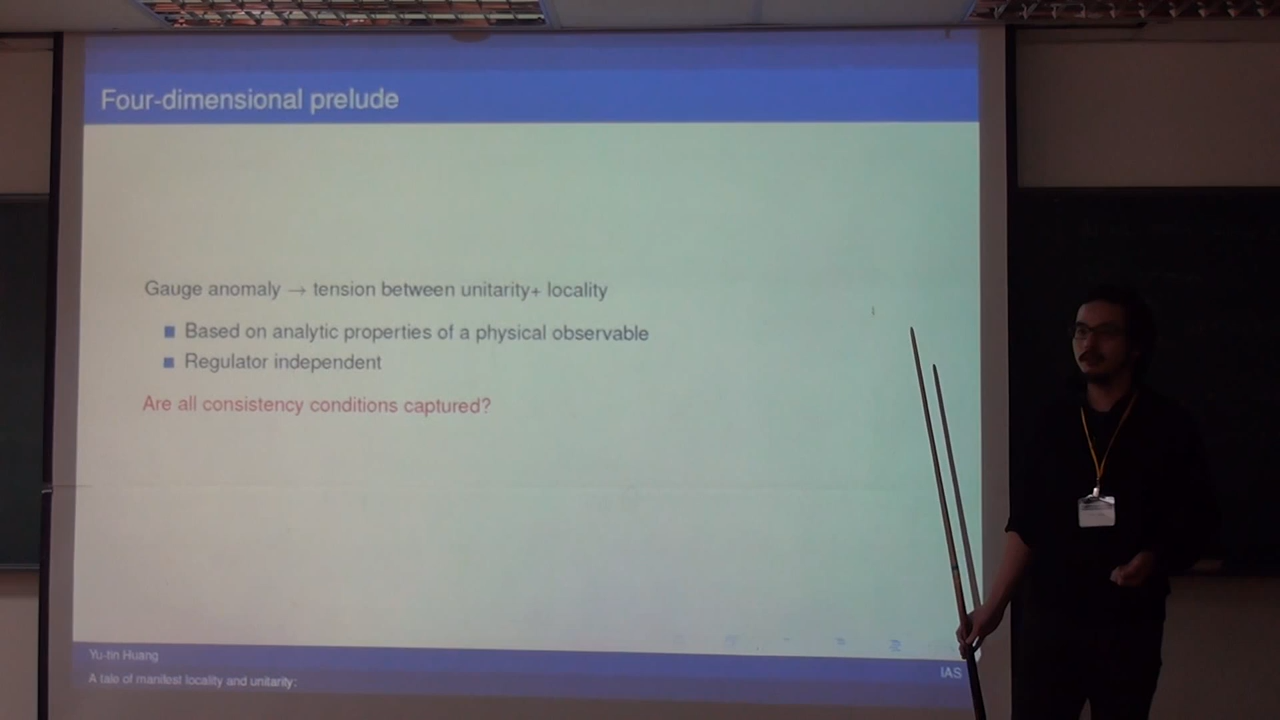 Four-dimensional prelude
Gauge anomaly → tension between unitarity+ locality
Based on analytic properties of a physical observable
Regulator independent
Are all consistency conditions captured?
Yu-tin Huang
IAS
A tale of manifest locality and unitarity: